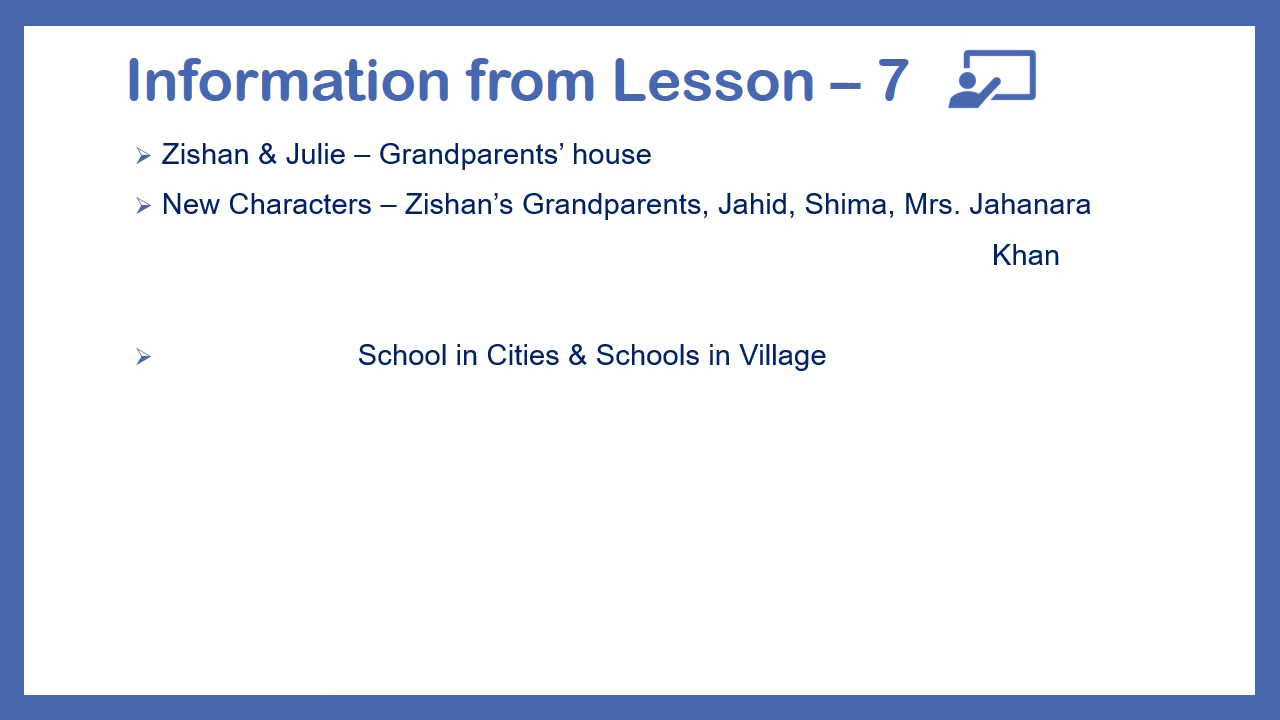 Information from Lesson – 7
Zishan & Julie – Grandparents’ house
New Characters – Zishan’s Grandparents, Jahid, Shima, Mrs. Jahanara
Khan
School in Cities & Schools in Village